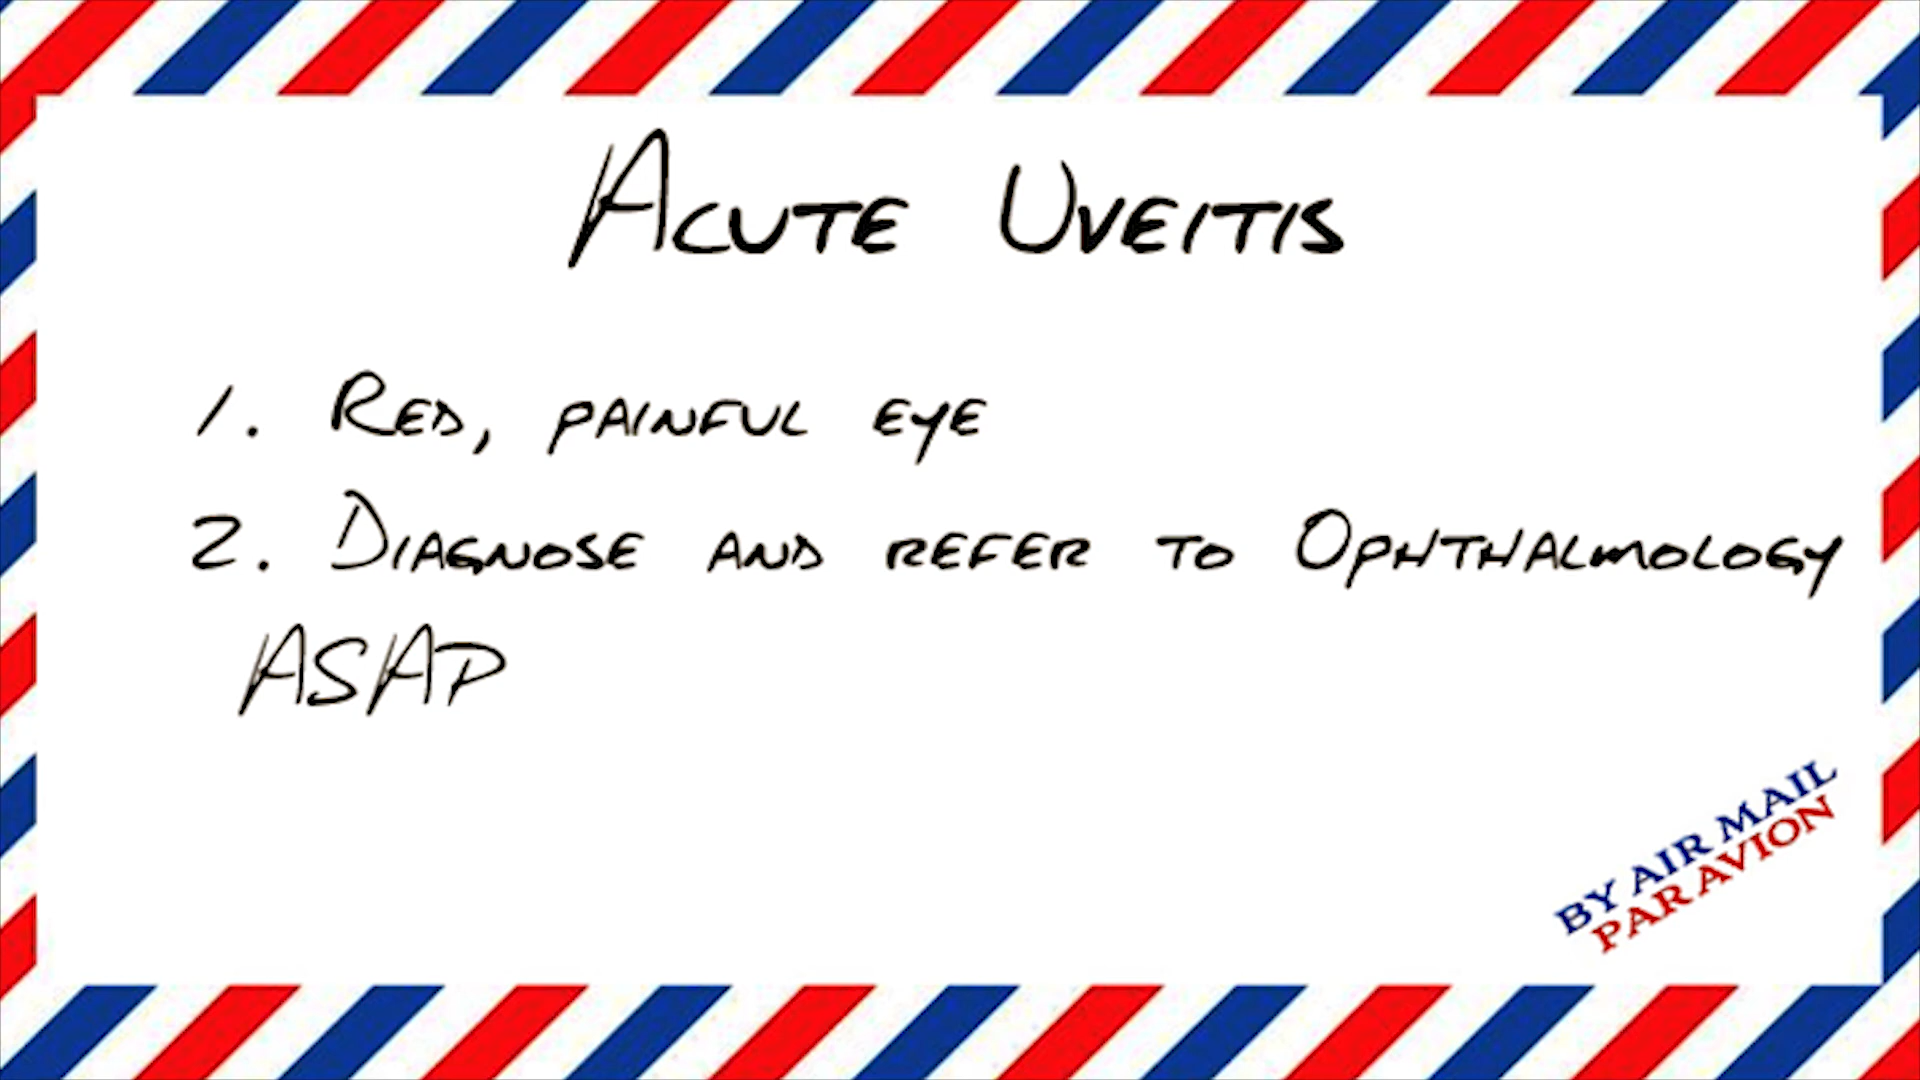 Acute Uveitis
1. Red, painful eye
2. Diagnose and refer to Ophthalmology
ASAP
BY AIR MAIL
PAR AVION